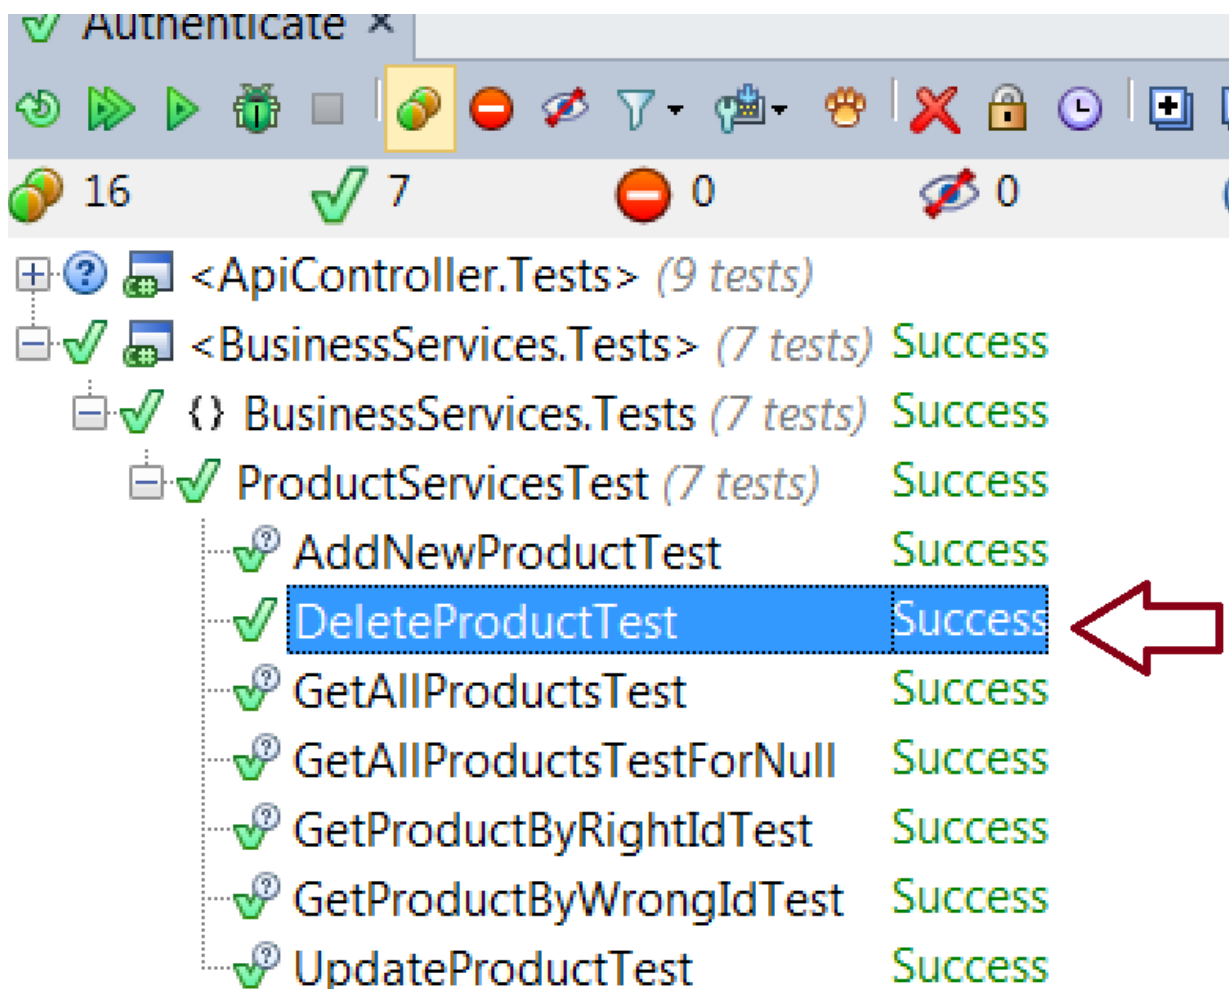 Authenticate ×
16 7 0 0
<ApiController.Tests> (9 tests)
<BusinessServices.Tests> (7 tests) Success
{} BusinessServices.Tests (7 tests) Success
ProductServicesTest (7 tests) Success
AddNewProductTest Success
DeleteProductTest Success
GetAllProductsTest Success
GetAllProductsTestForNull Success
GetProductByRightIdTest Success
GetProductByWrongIdTest Success
UpdateProductTest Success